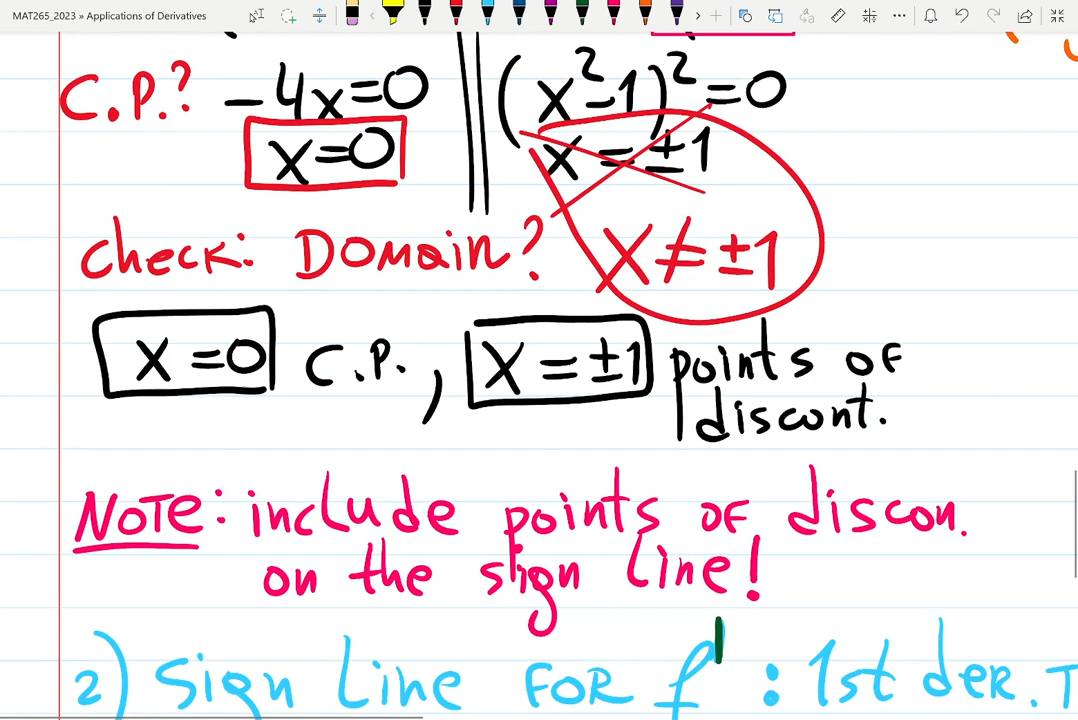 MAT265_2023 » Applications of Derivatives
C.P.? -4x=0 (x²-1)²=0
x=0 x=±1
check: DOMain? X≠±1
X=0 C.P., X=±1 points of
discont.
NOTE: include points OF discon.
on the sign Line!
2) Sign Line FOR f' : 1st der. T